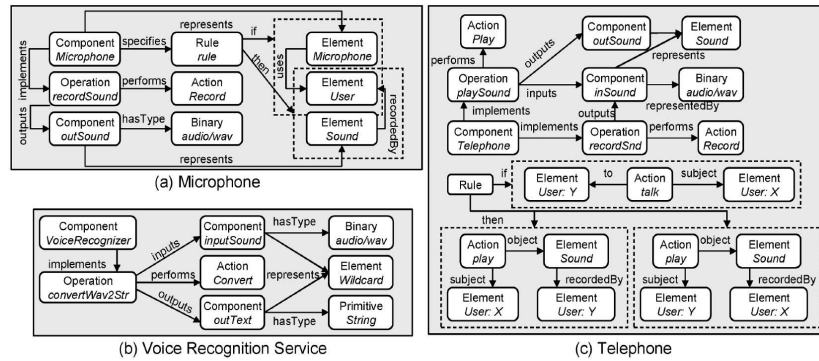 represents
Component
Microphone
specifies
Rule
rule
if
then
Element
Microphone
implements
uses
Operation
recordSound
performs
Action
Record
Element
User
recordedBy
outputs
Component
outSound
hasType
Binary
audio/wav
Element
Sound
represents
(a) Microphone
Component
VoiceRecognizer
implements
Operation
convertWav2Str
inputs
performs
outputs
Component
inputSound
hasType
Binary
audio/wav
Action
Convert
represents
Element
Wildcard
Component
outText
hasType
Primitive
String
(b) Voice Recognition Service
Action
Play
performs
outputs
Component
outSound
Element
Sound
represents
Operation
playSound
inputs
Component
inSound
representedBy
Binary
audio/wav
implements
outputs
Component
Telephone
implements
Operation
recordSnd
performs
Action
Record
Rule
if
Element
User: Y
to
Action
talk
subject
Element
User: X
then
Action
play
object
Element
Sound
subject
recordedBy
Element
User: X
Element
User: Y
Action
play
object
Element
Sound
subject
recordedBy
Element
User: Y
Element
User: X
(c) Telephone